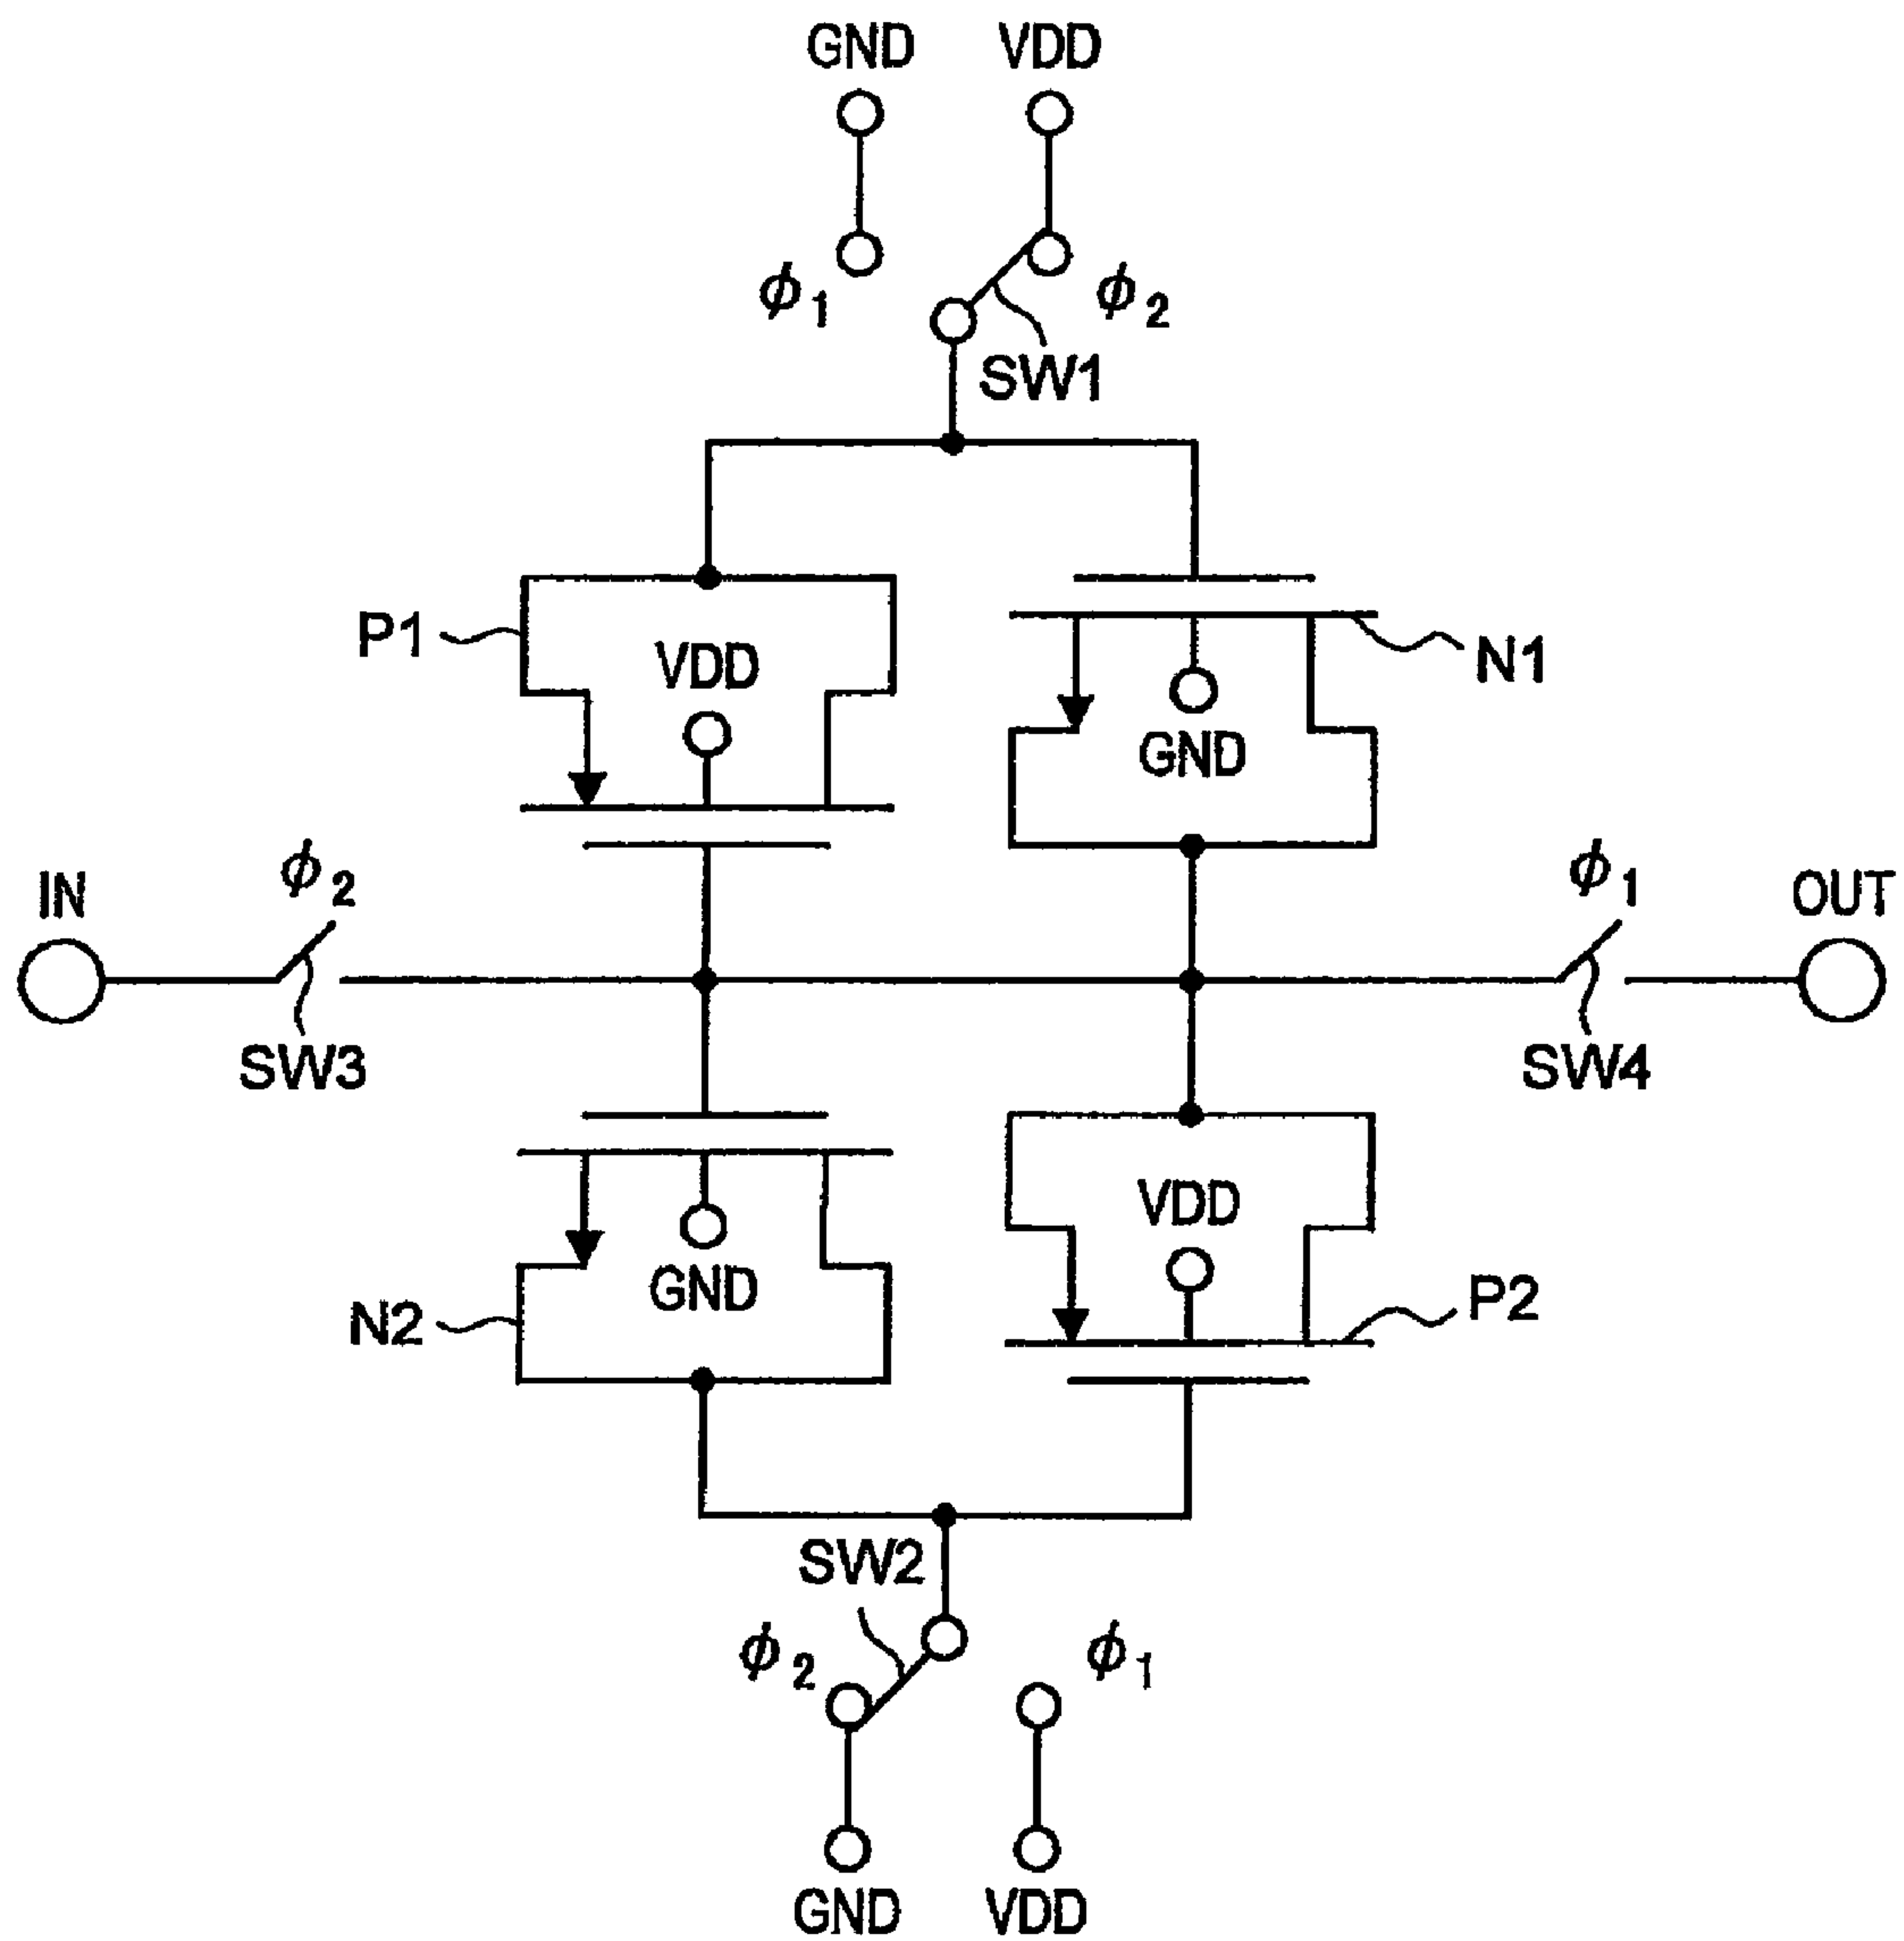 GND VDD
ϕ1 ϕ2
SW1
P1 VDD N1
GND
IN ϕ2 ϕ1 OUT
SW3 SW4
VDD
N2 GND P2
SW2
ϕ2 ϕ1
GND VDD